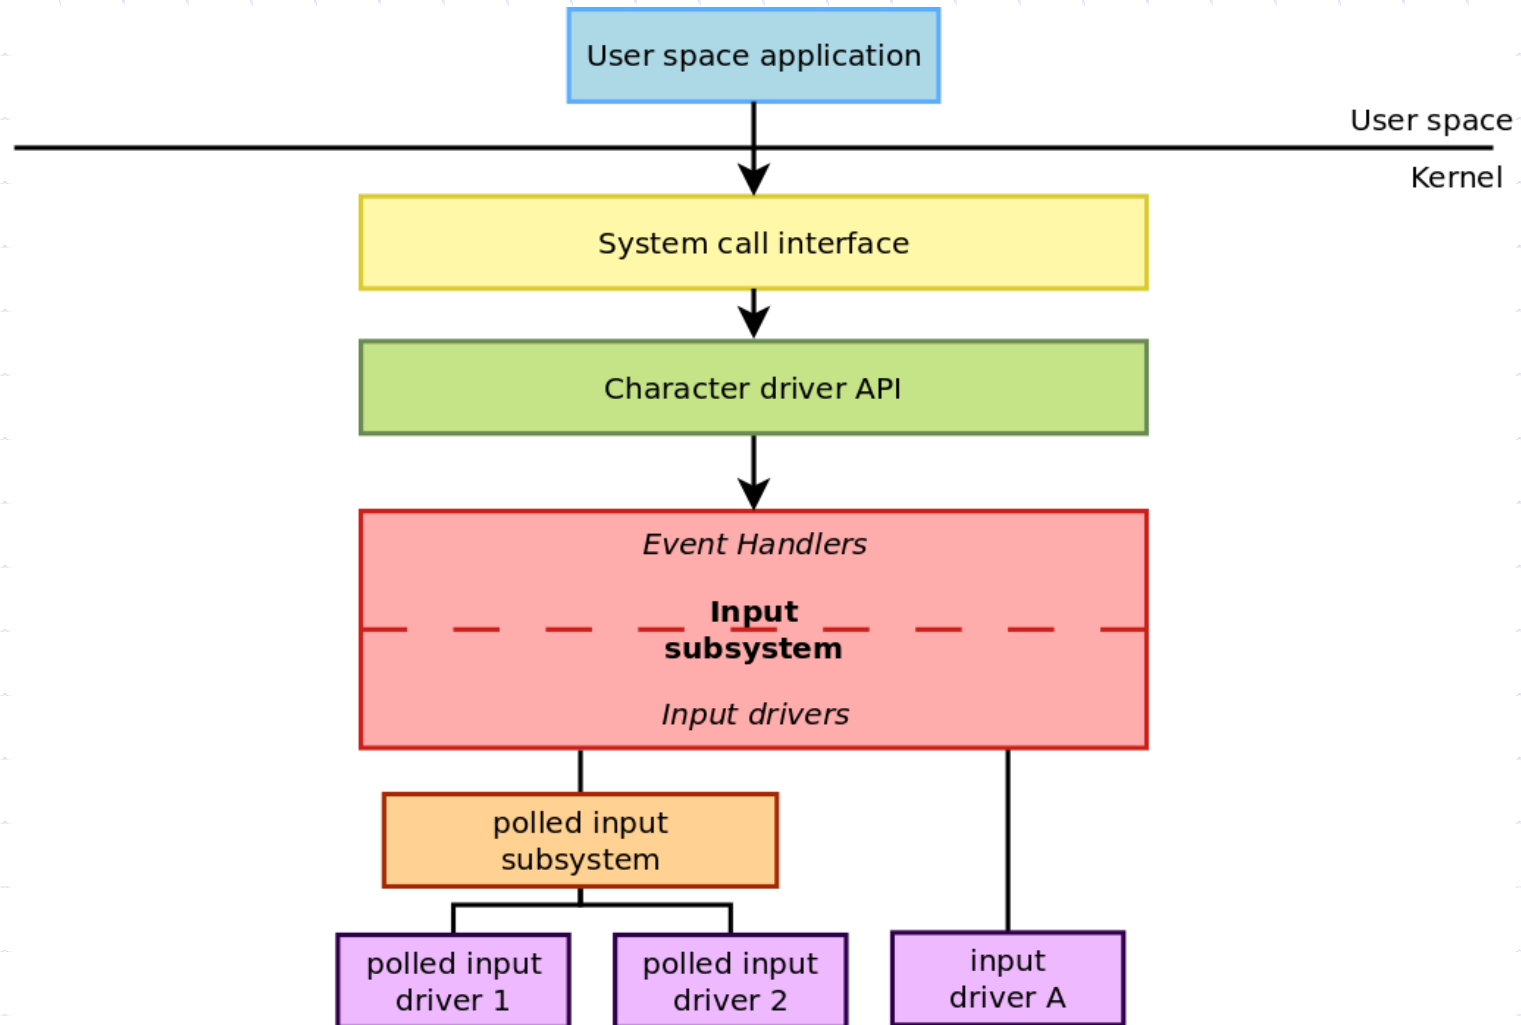 User space application
User space
Kernel
System call interface
Character driver API
Event Handlers
Input
subsystem
Input drivers
polled input
subsystem
polled input
driver 1
polled input
driver 2
input
driver A